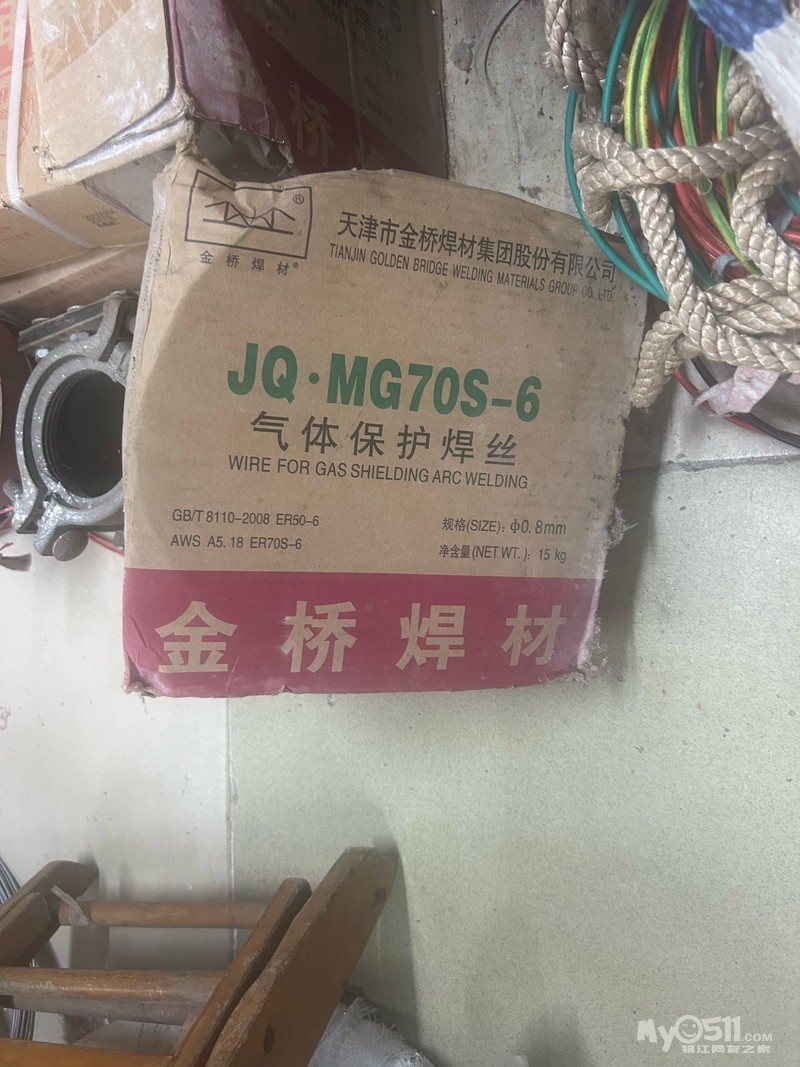 桥焊
金桥焊材®
天津市金桥焊材集团股份有限公司
TIANJIN GOLDEN BRIDGE WELDING MATERIALS GROUP CO.,LTD.
JQ·MG70S-6
气体保护焊丝
WIRE FOR GAS SHIELDING ARC WELDING
GB/T 8110-2008 ER50-6
规格(SIZE): Φ0.8mm
AWS A5.18 ER70S-6
净含量(NET WT.): 15 kg
金桥焊材
My0511.COM
镇江网友之家